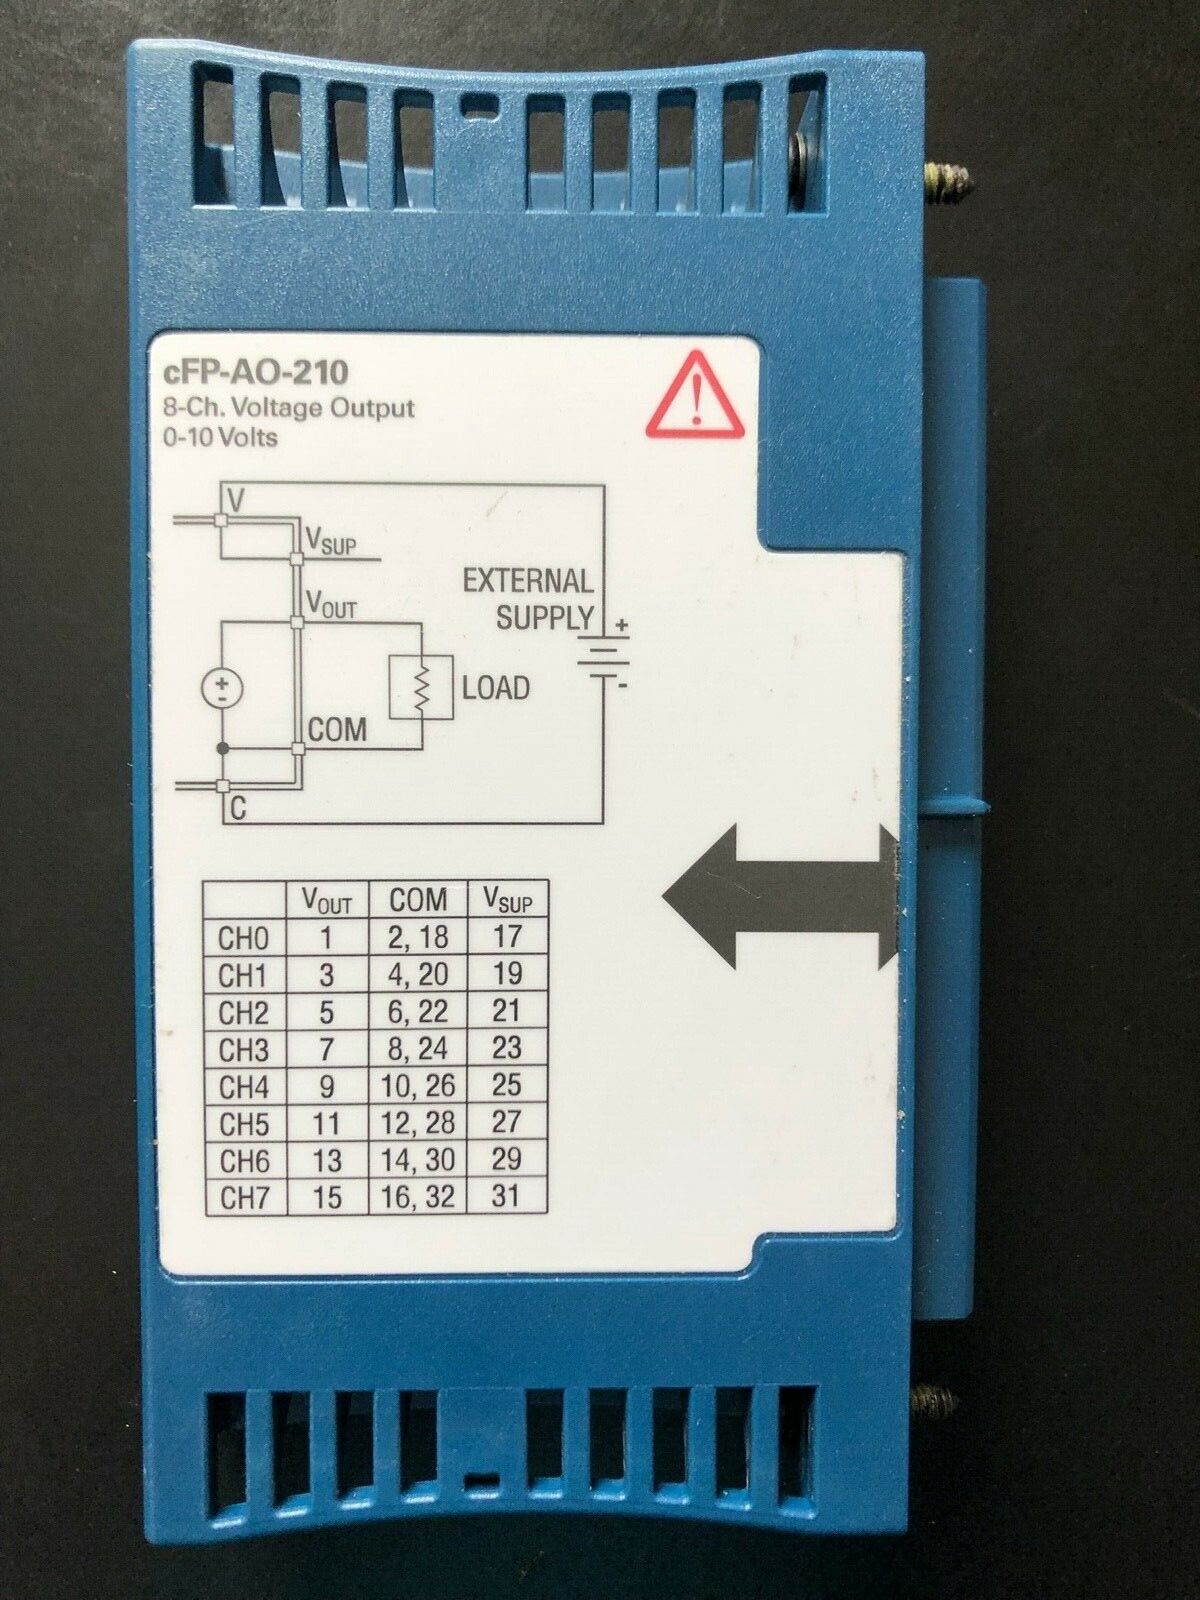 cFP-AO-210
8-Ch. Voltage Output
0-10 Volts
V
VSUP
VOUT
EXTERNAL
SUPPLY +
-
+
-
LOAD
COM
C
VOUT COM VSUP
CH0 1 2, 18 17
CH1 3 4, 20 19
CH2 5 6, 22 21
CH3 7 8, 24 23
CH4 9 10, 26 25
CH5 11 12, 28 27
CH6 13 14, 30 29
CH7 15 16, 32 31